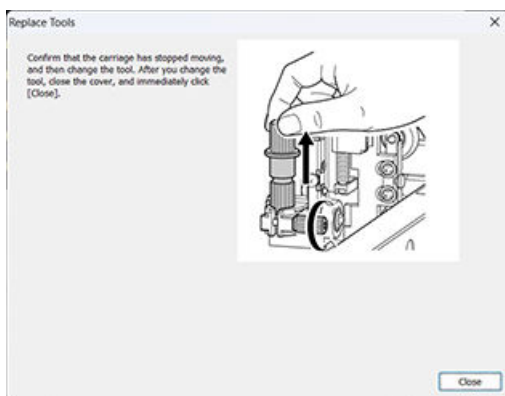 Replace Tools
Confirm that the carriage has stopped moving,
and then change the tool. After you change the
tool, close the cover, and immediately click
[Close].
Close